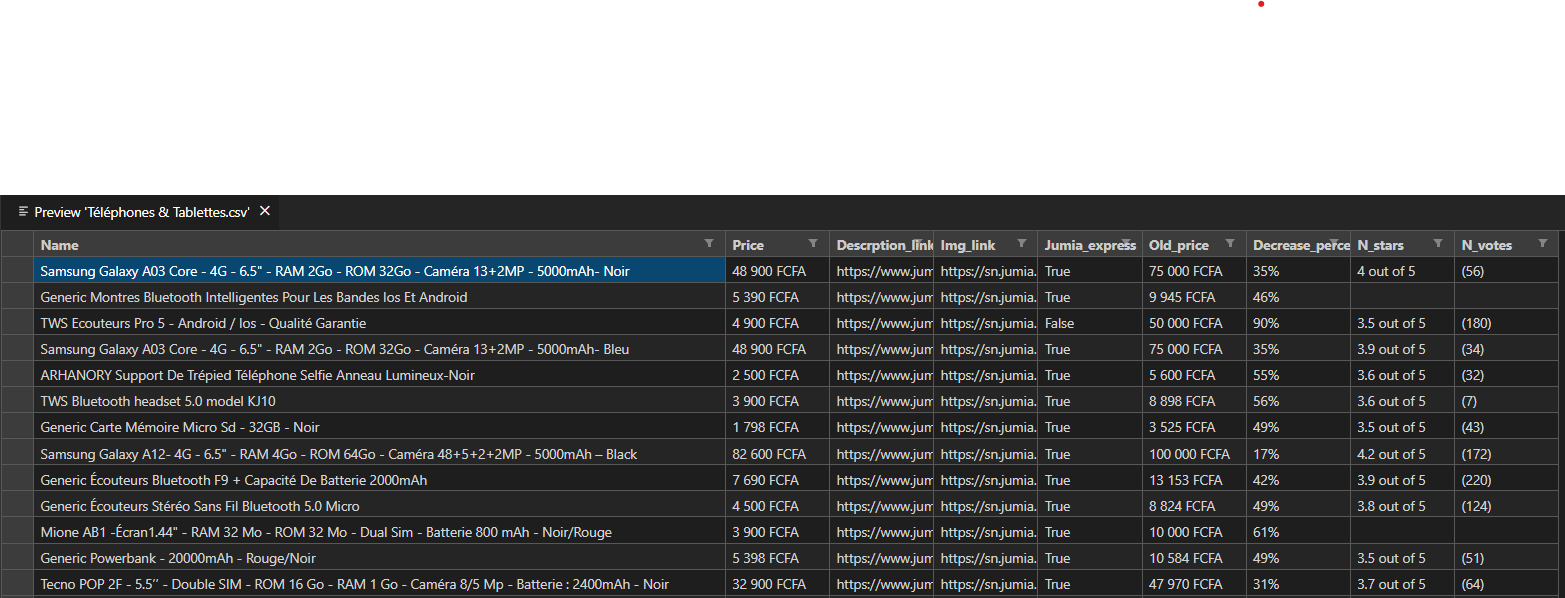 Preview 'Téléphones & Tablettes.csv'
Name Price Descrption_link Img_link Jumia_express Old_price Decrease_perce N_stars N_votes
Samsung Galaxy A03 Core - 4G - 6.5" - RAM 2Go - ROM 32Go - Caméra 13+2MP - 5000mAh- Noir 48 900 FCFA https://www.jum https://sn.jumia. True 75 000 FCFA 35% 4 out of 5 (56)
Generic Montres Bluetooth Intelligentes Pour Les Bandes Ios Et Android 5 390 FCFA https://www.jum https://sn.jumia. True 9 945 FCFA 46%
TWS Ecouteurs Pro 5 - Android / Ios - Qualité Garantie 4 900 FCFA https://www.jum https://sn.jumia. False 50 000 FCFA 90% 3.5 out of 5 (180)
Samsung Galaxy A03 Core - 4G - 6.5" - RAM 2Go - ROM 32Go - Caméra 13+2MP - 5000mAh- Bleu 48 900 FCFA https://www.jum https://sn.jumia. True 75 000 FCFA 35% 3.9 out of 5 (34)
ARHANORY Support De Trépied Téléphone Selfie Anneau Lumineux-Noir 2 500 FCFA https://www.jum https://sn.jumia. True 5 600 FCFA 55% 3.6 out of 5 (32)
TWS Bluetooth headset 5.0 model KJ10 3 900 FCFA https://www.jum https://sn.jumia. True 8 898 FCFA 56% 3.6 out of 5 (7)
Generic Carte Mémoire Micro Sd - 32GB - Noir 1 798 FCFA https://www.jum https://sn.jumia. True 3 525 FCFA 49% 3.5 out of 5 (43)
Samsung Galaxy A12- 4G - 6.5" - RAM 4Go - ROM 64Go - Caméra 48+5+2+2MP - 5000mAh – Black 82 600 FCFA https://www.jum https://sn.jumia. True 100 000 FCFA 17% 4.2 out of 5 (172)
Generic Écouteurs Bluetooth F9 + Capacité De Batterie 2000mAh 7 690 FCFA https://www.jum https://sn.jumia. True 13 153 FCFA 42% 3.9 out of 5 (220)
Generic Écouteurs Stéréo Sans Fil Bluetooth 5.0 Micro 4 500 FCFA https://www.jum https://sn.jumia. True 8 824 FCFA 49% 3.8 out of 5 (124)
Mione AB1 -Écran1.44" - RAM 32 Mo - ROM 32 Mo - Dual Sim - Batterie 800 mAh - Noir/Rouge 3 900 FCFA https://www.jum https://sn.jumia. True 10 000 FCFA 61%
Generic Powerbank - 20000mAh - Rouge/Noir 5 398 FCFA https://www.jum https://sn.jumia. True 10 584 FCFA 49% 3.5 out of 5 (51)
Tecno POP 2F - 5.5’’ - Double SIM - ROM 16 Go - RAM 1 Go - Caméra 8/5 Mp - Batterie : 2400mAh - Noir 32 900 FCFA https://www.jum https://sn.jumia. True 47 970 FCFA 31% 3.7 out of 5 (64)